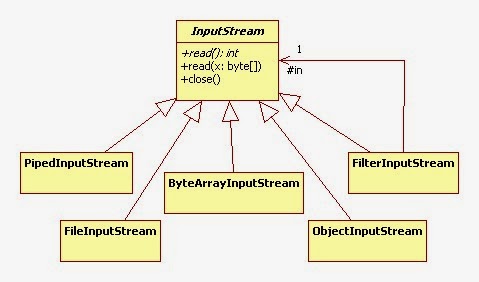 InputStream
+read(): int
+read(x: byte[])
+close()
1
#in
PipedInputStream
FilterInputStream
ByteArrayInputStream
FileInputStream
ObjectInputStream